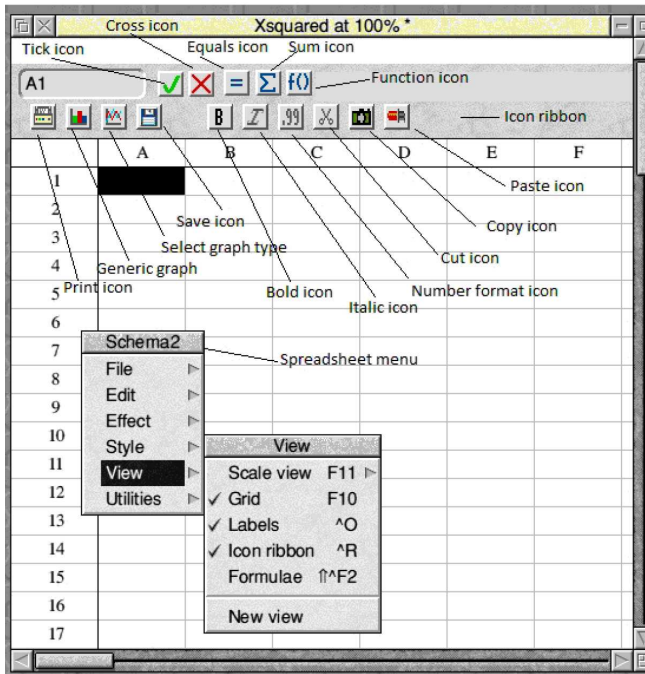 Cross icon
Xsquared at 100% *
Tick icon
Equals icon
Sum icon
A1
= Σ f()
Function icon
B I .99
Icon ribbon
A B C D E F
1
Paste icon
2
Save icon
Copy icon
3
Select graph type
Cut icon
4
Generic graph
Print icon
5
Bold icon
Number format icon
Italic icon
6
Schema2
7
Spreadsheet menu
File
8
Edit
9
Effect
10
Style
View
11
View
Scale view F11
12
Utilities
✓ Grid F10
13
✓ Labels ^O
14
✓ Icon ribbon ^R
15
Formulae ⇑^F2
16
New view
17